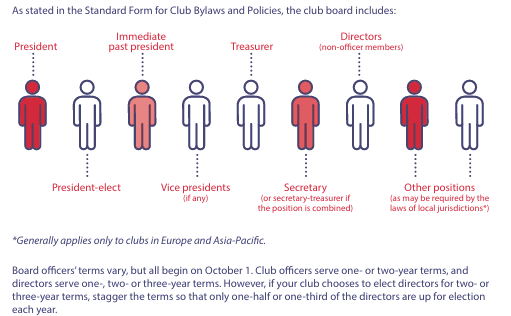 As stated in the Standard Form for Club Bylaws and Policies, the club board includes:
President
Immediate
past president
Treasurer
Directors
(non-officer members)
President-elect
Vice presidents
(if any)
Secretary
(or secretary-treasurer if
the position is combined)
Other positions
(as may be required by the
laws of local jurisdictions*)
*Generally applies only to clubs in Europe and Asia-Pacific.
Board officers' terms vary, but all begin on October 1. Club officers serve one- or two-year terms, and
directors serve one-, two- or three-year terms. However, if your club chooses to elect directors for two- or
three-year terms, stagger the terms so that only one-half or one-third of the directors are up for election
each year.